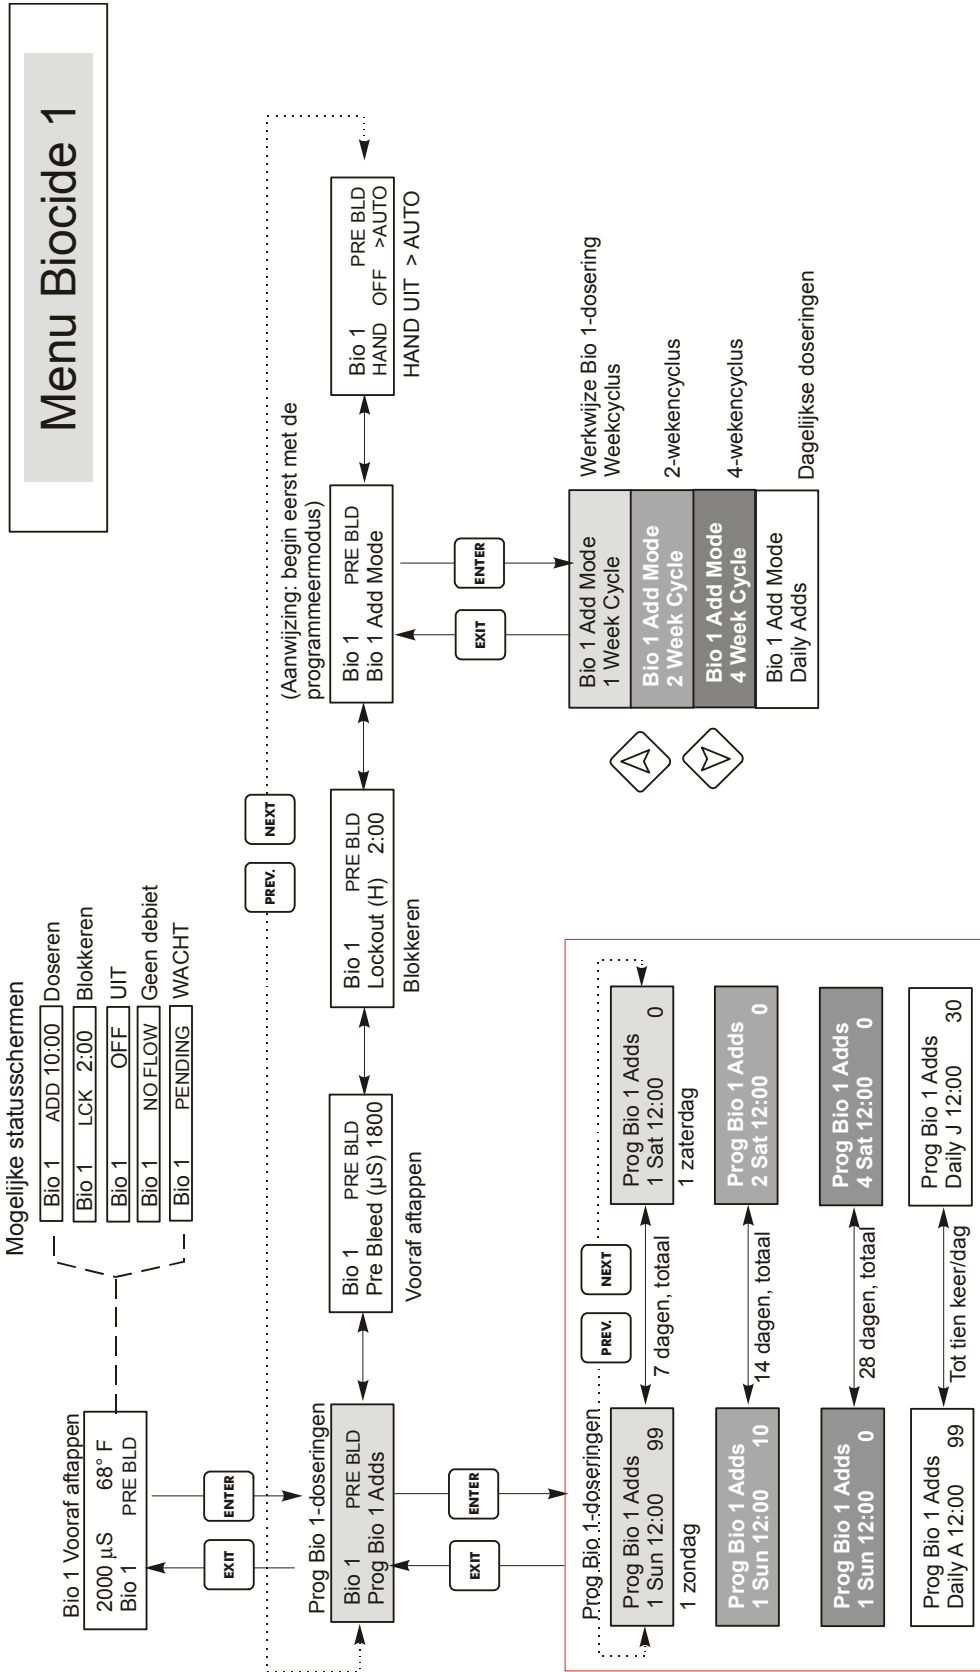 Menu Biocide 1
Mogelijke statusschermen
Bio 1 ADD 10:00 Doseren
Bio 1 LCK 2:00 Blokkeren
Bio 1 OFF UIT
Bio 1 NO FLOW Geen debiet
Bio 1 PENDING WACHT
Bio 1 Vooraf aftappen
2000 µS 68° F
Bio 1 PRE BLD
EXIT
ENTER
PREV.
NEXT
Prog Bio 1-doseringen
Bio 1 PRE BLD
Prog Bio 1 Adds
Bio 1 PRE BLD
Pre Bleed (µS) 1800
Vooraf aftappen
Bio 1 PRE BLD
Lockout (H) 2:00
Blokkeren
(Aanwijzing: begin eerst met de
programmeermodus)
Bio 1 PRE BLD
Bio 1 Add Mode
Bio 1 PRE BLD
HAND OFF >AUTO
HAND UIT > AUTO
EXIT
ENTER
EXIT
ENTER
Bio 1 Add Mode
1 Week Cycle
Werkwijze Bio 1-dosering
Weekcyclus
Bio 1 Add Mode
2 Week Cycle
2-wekencyclus
Bio 1 Add Mode
4 Week Cycle
4-wekencyclus
Bio 1 Add Mode
Daily Adds
Dagelijkse doseringen
Prog Bio 1-doseringen
PREV.
NEXT
Prog Bio 1 Adds
1 Sun 12:00 99
1 zondag
7 dagen, totaal
Prog Bio 1 Adds
1 Sat 12:00 0
1 zaterdag
Prog Bio 1 Adds
1 Sun 12:00 10
14 dagen, totaal
Prog Bio 1 Adds
2 Sat 12:00 0
Prog Bio 1 Adds
1 Sun 12:00 0
28 dagen, totaal
Prog Bio 1 Adds
4 Sat 12:00 0
Prog Bio 1 Adds
Daily A 12:00 99
Tot tien keer/dag
Prog Bio 1 Adds
Daily J 12:00 30